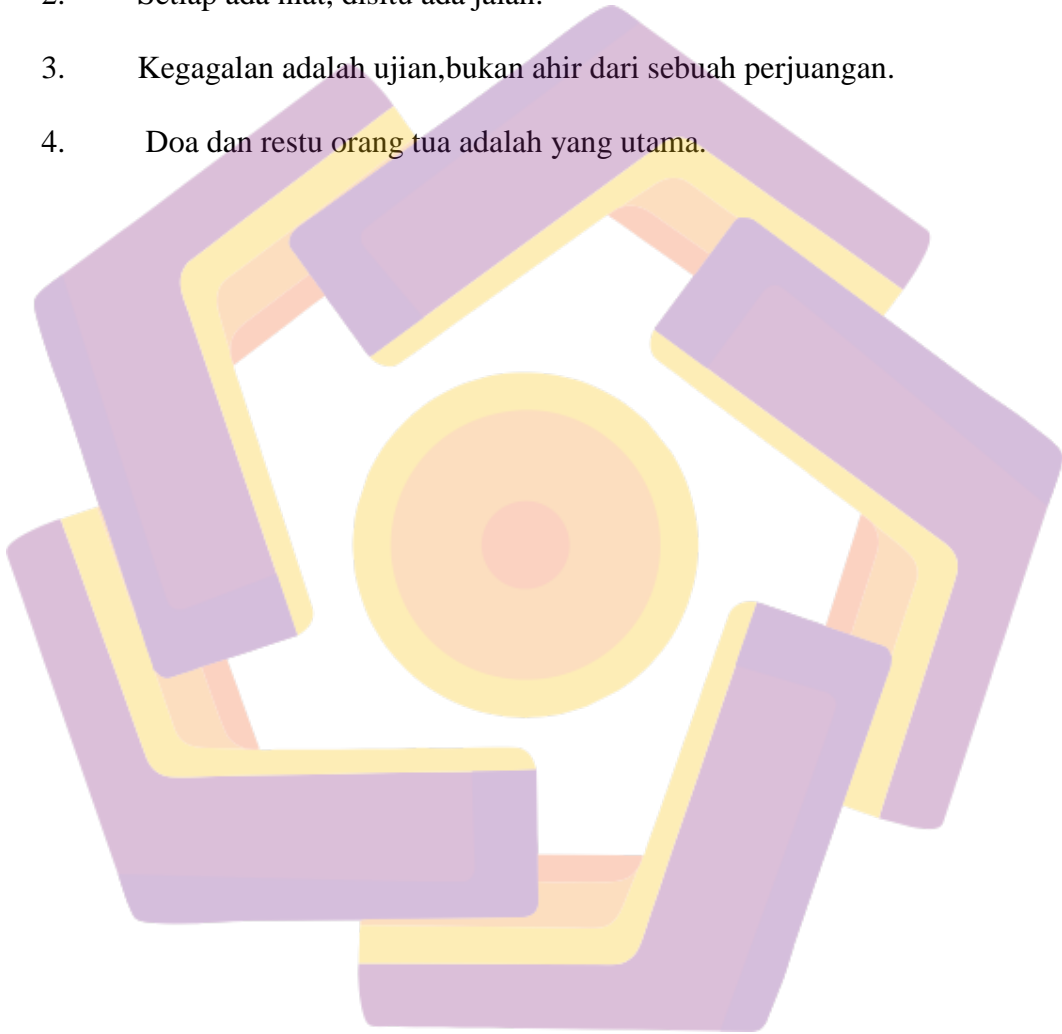 2. Setiap ada niat, disitu ada jalan.
3. Kegagalan adalah ujian,bukan ahir dari sebuah perjuangan.
4. Doa dan restu orang tua adalah yang utama.